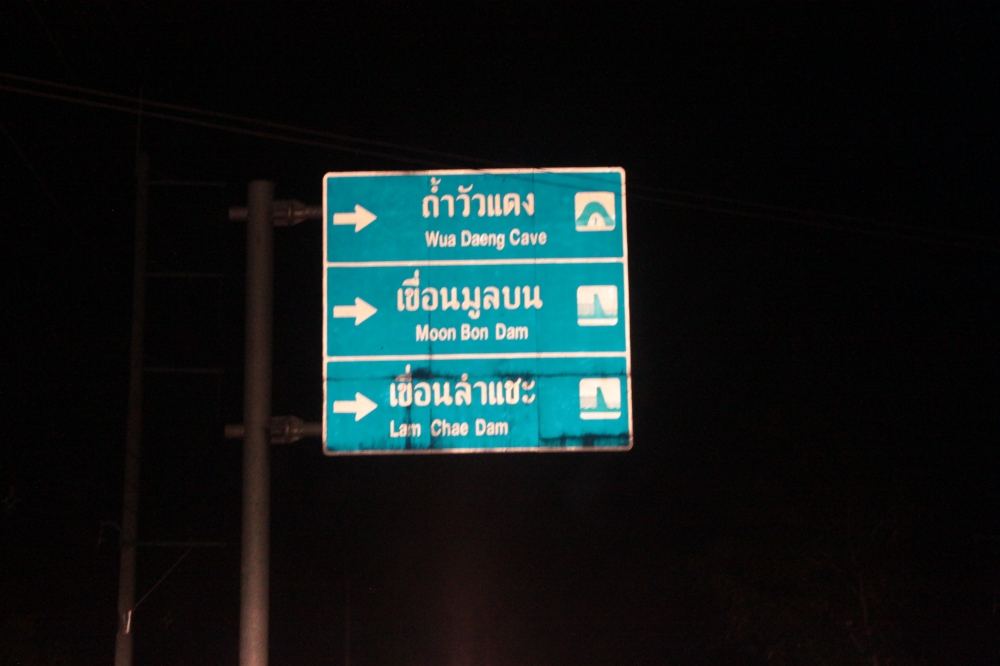 ถ้ำวัวแดง
Wua Daeng Cave
เขื่อนมูลบน
Moon Bon Dam
เขื่อนลำแชะ
Lam Chae Dam